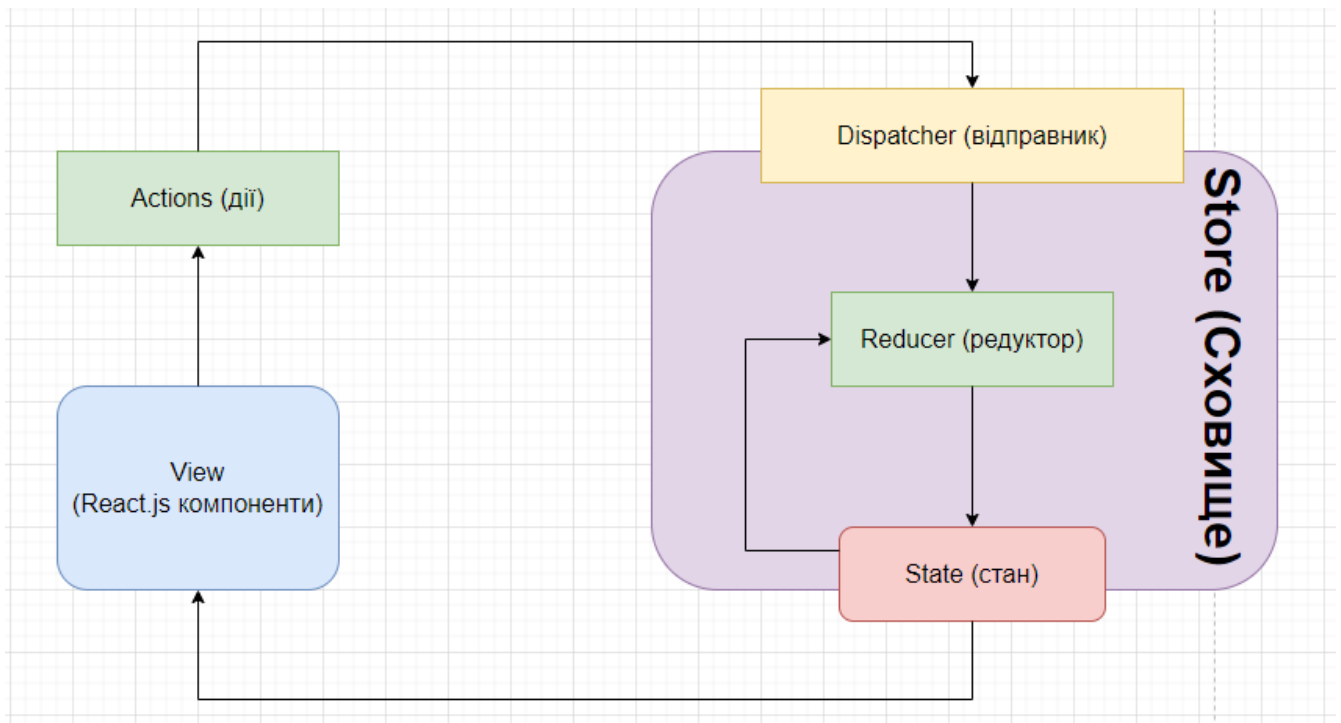 Dispatcher (відправник)
Actions (дії)
Store (Сховище)
Reducer (редуктор)
View
(React.js компоненти)
State (стан)